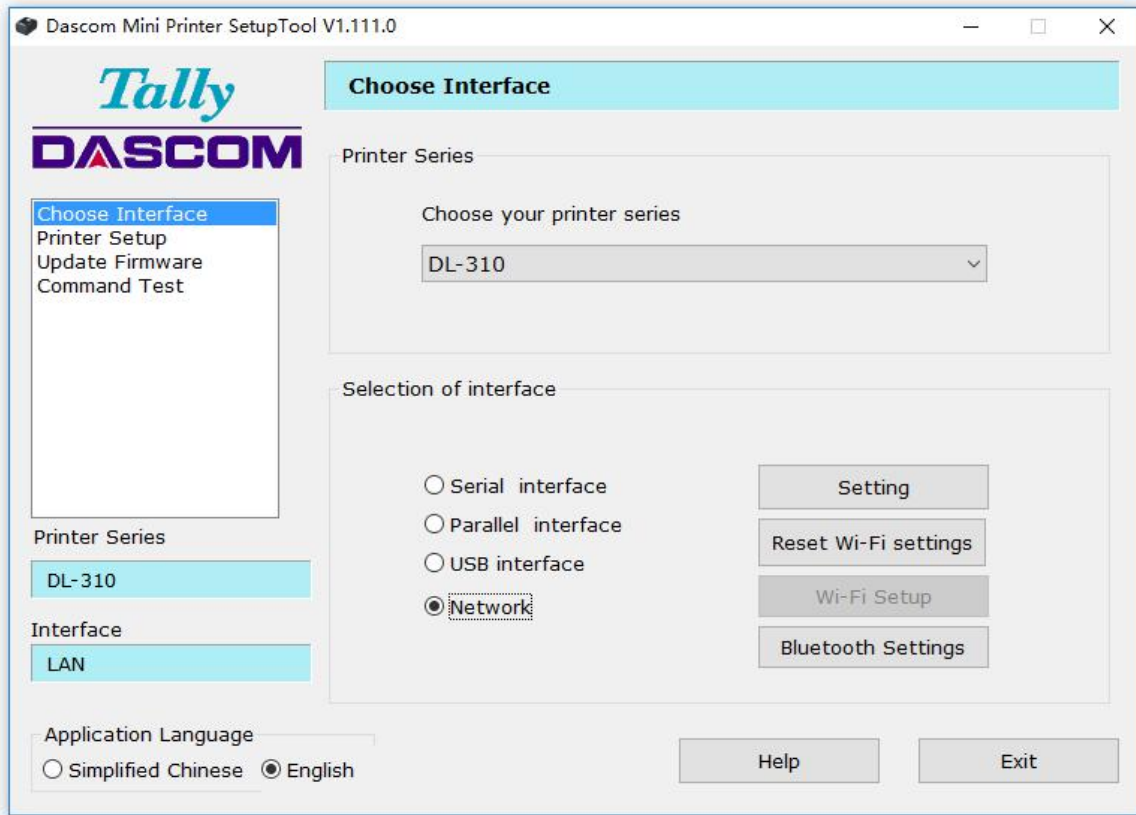 Dascom Mini Printer SetupTool V1.111.0
Tally
DASCOM
Choose Interface
Printer Setup
Update Firmware
Command Test
Printer Series
DL-310
Interface
LAN
Application Language
Simplified Chinese
English
Choose Interface
Printer Series
Choose your printer series
DL-310
Selection of interface
Serial interface
Parallel interface
USB interface
Network
Setting
Reset Wi-Fi settings
Wi-Fi Setup
Bluetooth Settings
Help
Exit